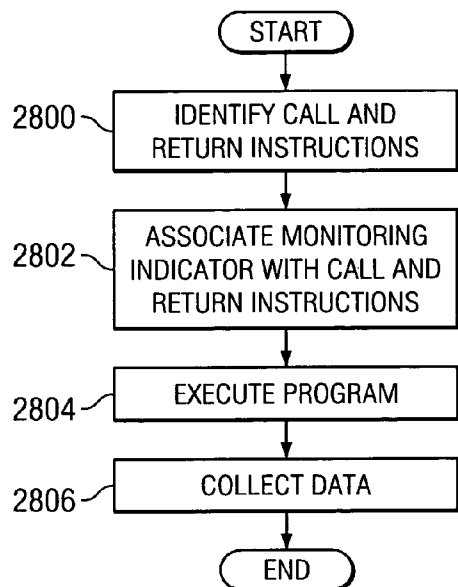 START
2800
IDENTIFY CALL AND
RETURN INSTRUCTIONS
2802
ASSOCIATE MONITORING
INDICATOR WITH CALL AND
RETURN INSTRUCTIONS
2804
EXECUTE PROGRAM
2806
COLLECT DATA
END